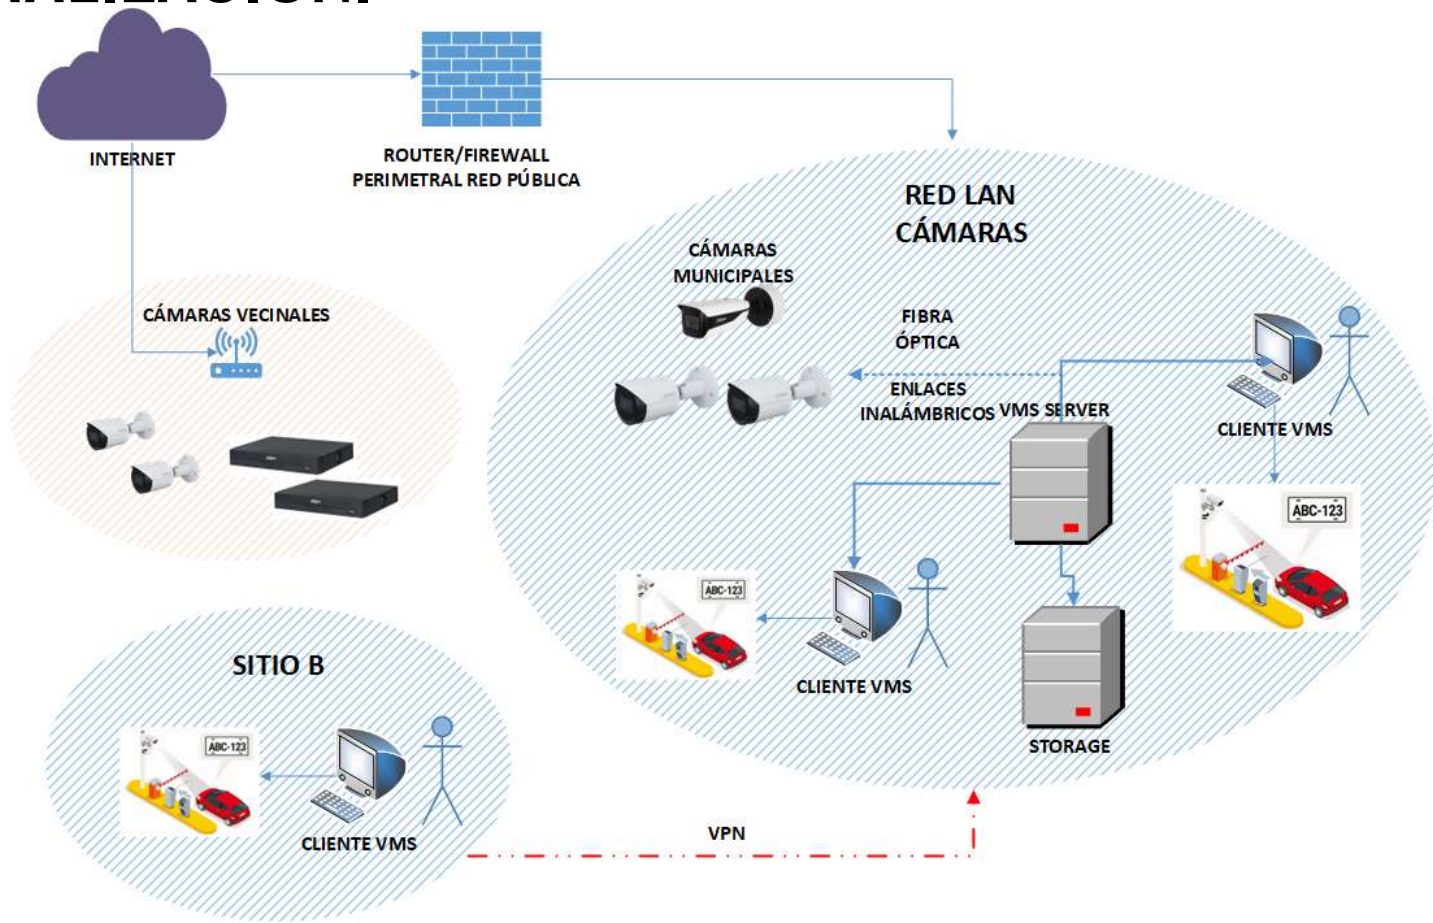 INTERNET
ROUTER/FIREWALL
PERIMETRAL RED PÚBLICA
RED LAN
CÁMARAS
CÁMARAS
MUNICIPALES
CÁMARAS VECINALES
FIBRA
ÓPTICA
ENLACES
INALÁMBRICOS
VMS SERVER
CLIENTE VMS
ABC-123
ABC-123
CLIENTE VMS
STORAGE
SITIO B
ABC-123
CLIENTE VMS
VPN